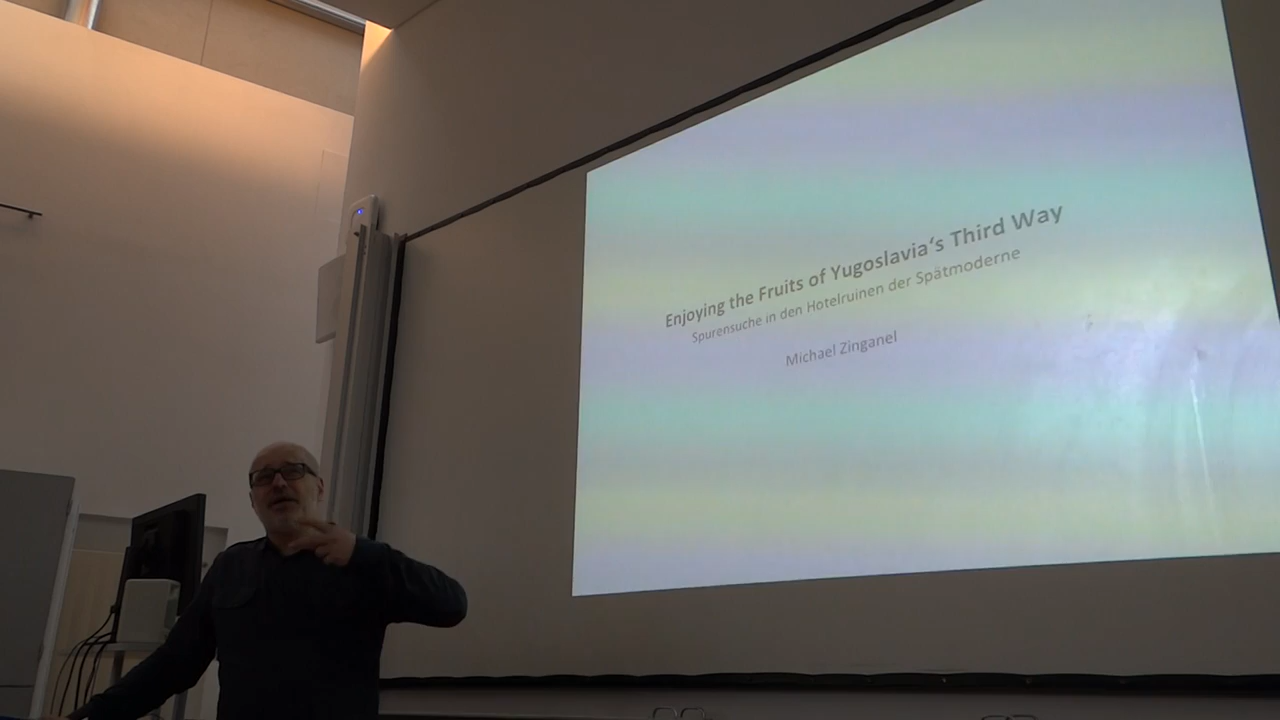 Enjoying the Fruits of Yugoslavia‘s Third Way
Spurensuche in den Hotelruinen der Spätmoderne
Michael Zinganel